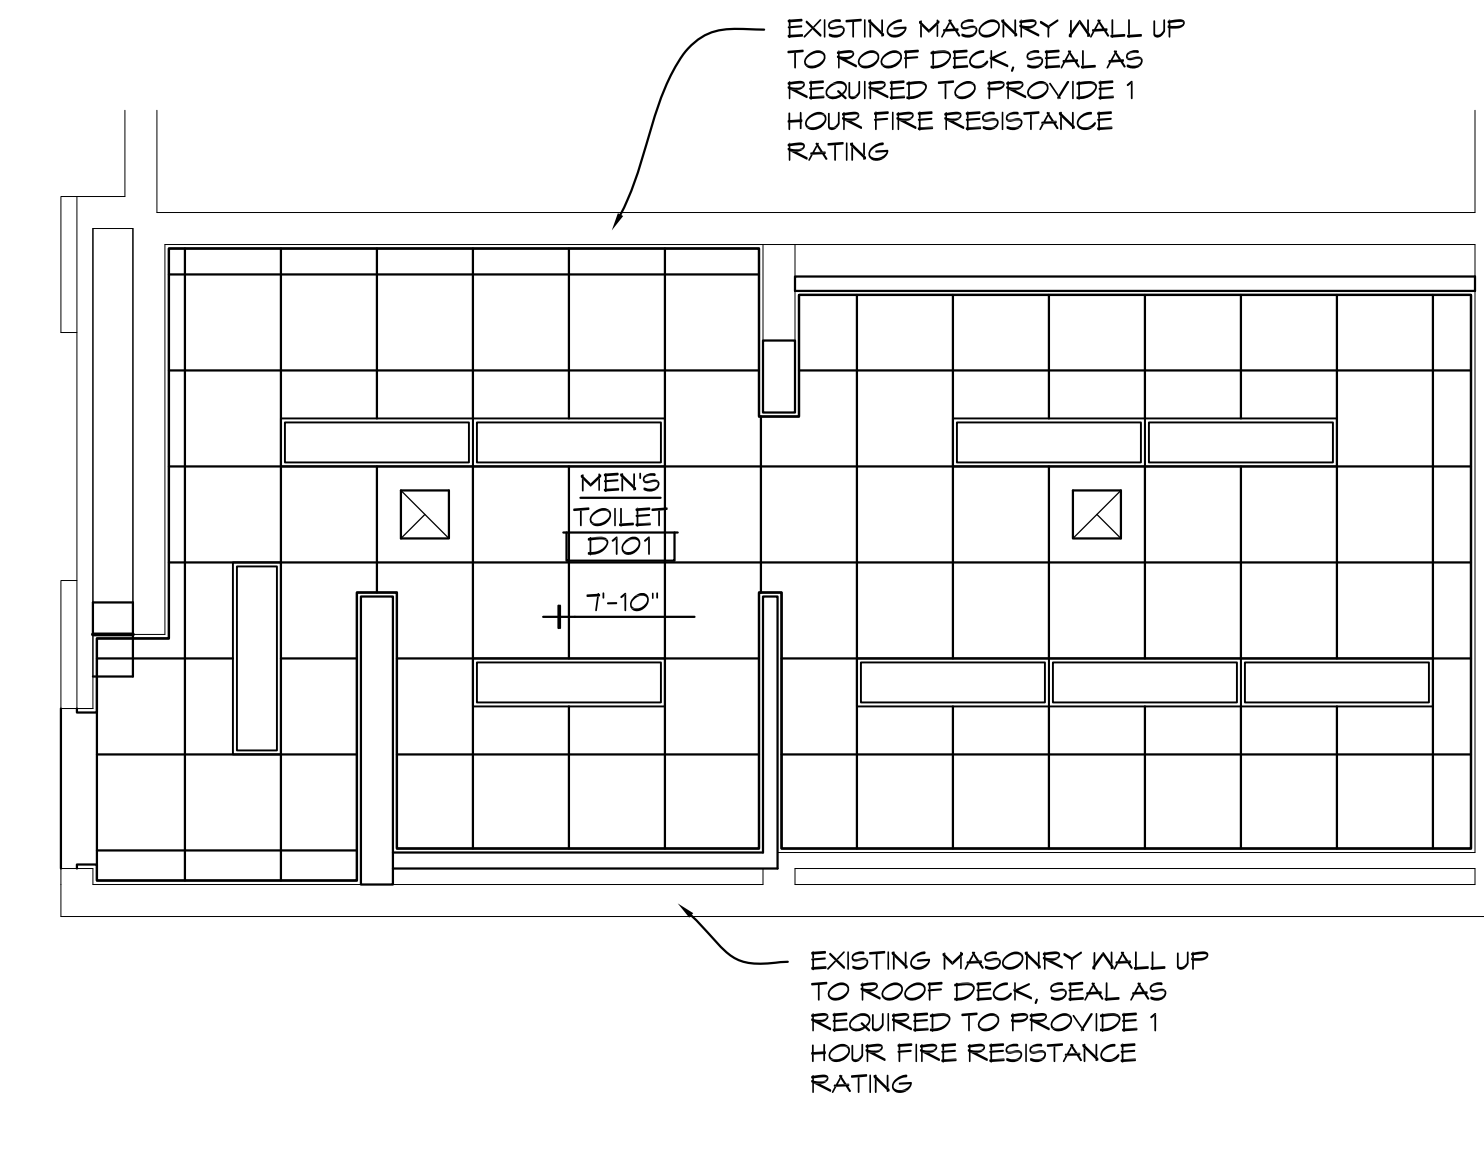 EXISTING MASONRY WALL UP
TO ROOF DECK, SEAL AS
REQUIRED TO PROVIDE 1
HOUR FIRE RESISTANCE
RATING
MEN'S
TOILET
D101
7'-10"
EXISTING MASONRY WALL UP
TO ROOF DECK, SEAL AS
REQUIRED TO PROVIDE 1
HOUR FIRE RESISTANCE
RATING